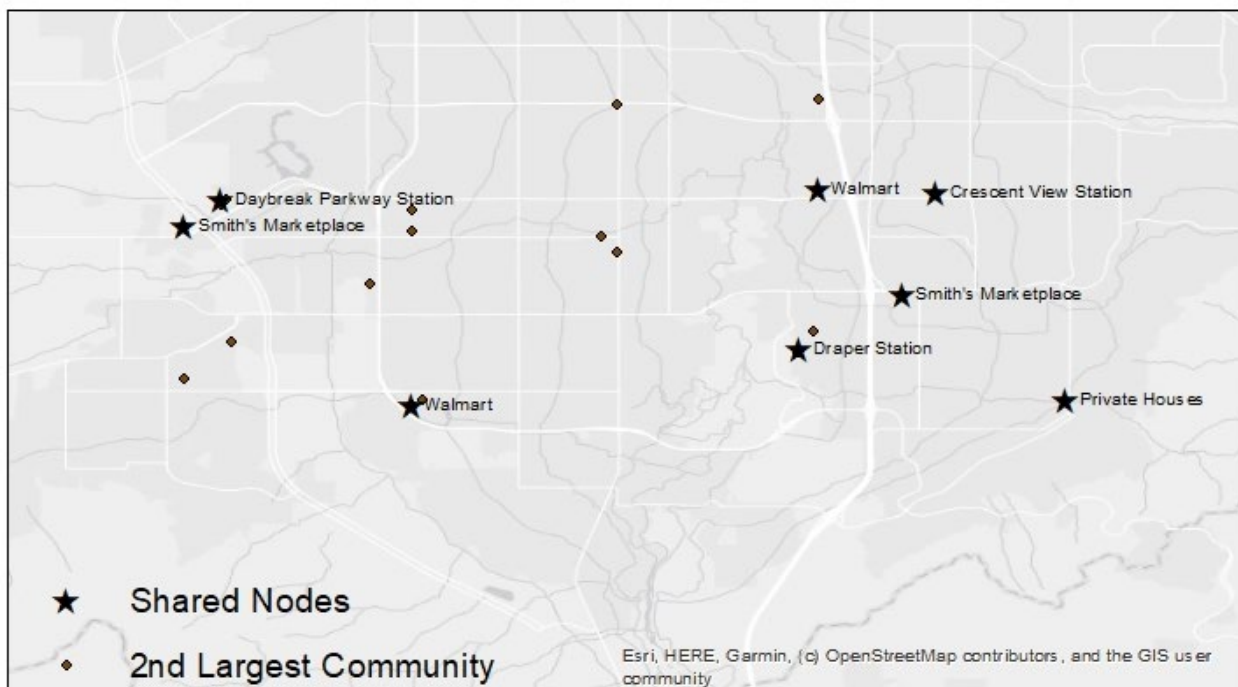 Walmart
Crescent View Station
Daybreak Parkway Station
Smith's Marketplace
Smith's Marketplace
Draper Station
Walmart
Private Houses
Shared Nodes
2nd Largest Community
Esri, HERE, Garmin, (c) OpenStreetMap contributors, and the GIS user
community